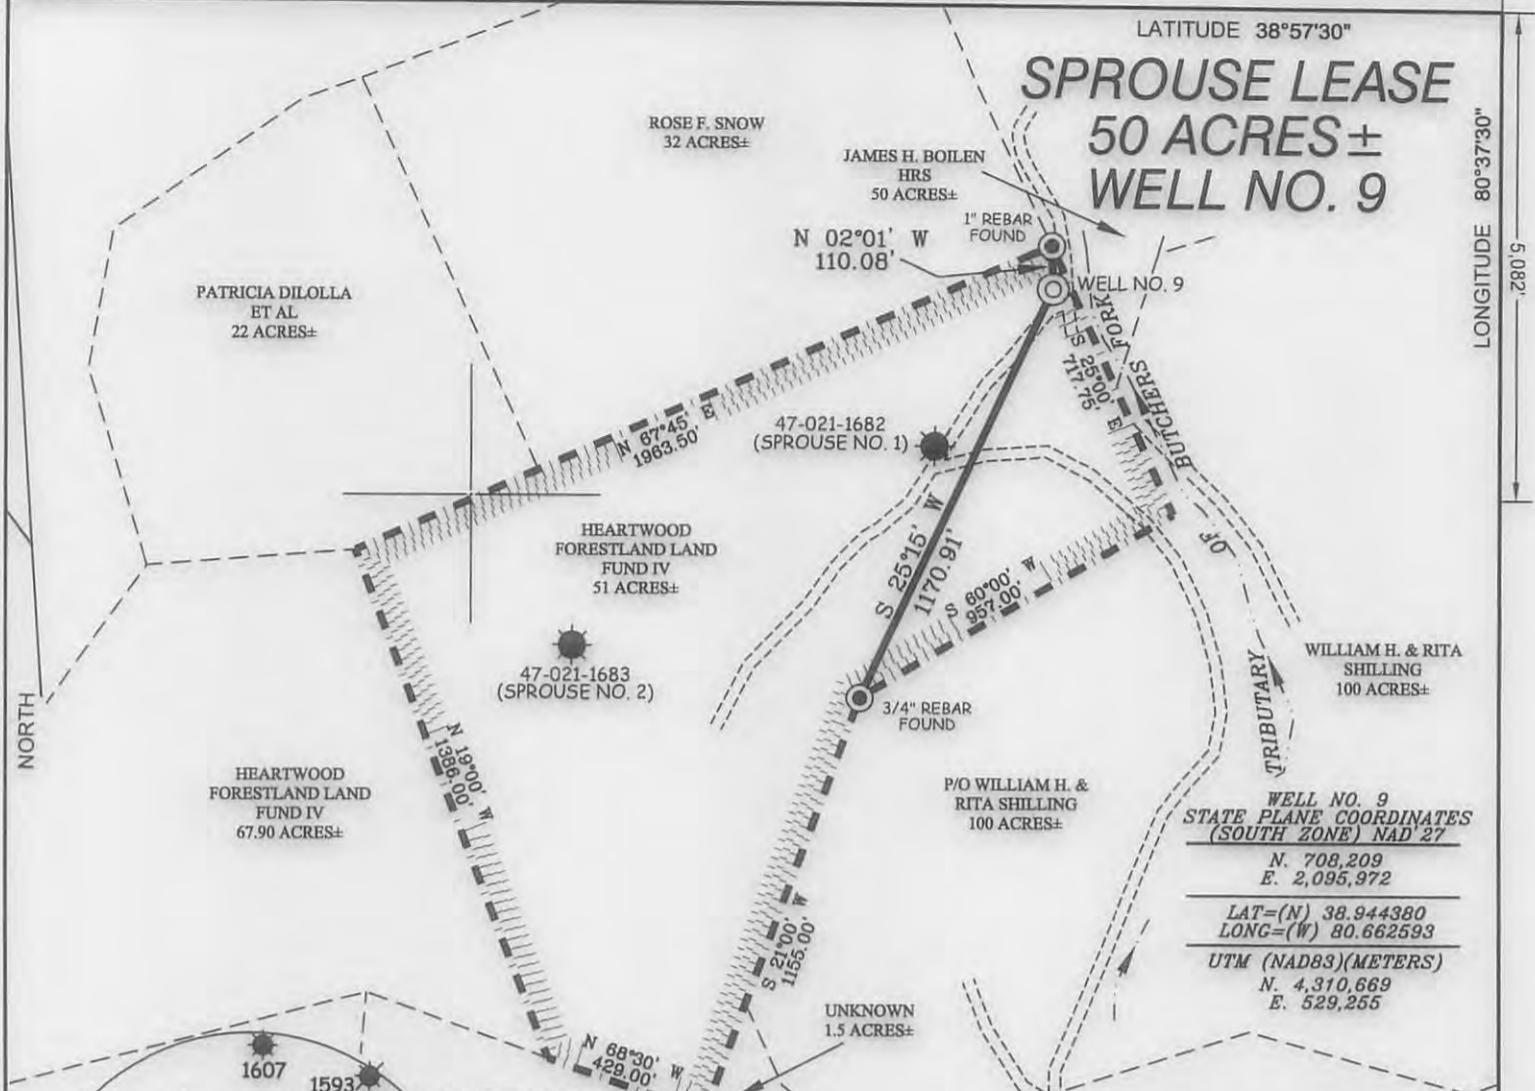 LATITUDE 38°57'30"
SPROUSE LEASE
50 ACRES±
WELL NO. 9
LONGITUDE 80°37'30"
5,082'
ROSE F. SNOW
32 ACRES±
JAMES H. BOILEN
HRS
50 ACRES±
1" REBAR
FOUND
N 02°01' W
110.08'
WELL NO. 9
PATRICIA DILOLLA
ET AL
22 ACRES±
S 25°00' E
717.75'
TRIBUTARY OF BUTCHERS FORK
N 67°45' E
1963.50'
47-021-1682
(SPROUSE NO. 1)
HEARTWOOD
FORESTLAND LAND
FUND IV
51 ACRES±
S 25°15' W
1170.91'
S 60°00' W
957.00'
47-021-1683
(SPROUSE NO. 2)
WILLIAM H. & RITA
SHILLING
100 ACRES±
3/4" REBAR
FOUND
NORTH
N 19°00' W
1386.00'
HEARTWOOD
FORESTLAND LAND
FUND IV
67.90 ACRES±
P/O WILLIAM H. &
RITA SHILLING
100 ACRES±
WELL NO. 9
STATE PLANE COORDINATES
(SOUTH ZONE) NAD'27
N. 708,209
E. 2,095,972
LAT=(N) 38.944380
LONG=(W) 80.662593
UTM (NAD83)(METERS)
N. 4,310,669
E. 529,255
S 21°00' W
1155.00'
UNKNOWN
1.5 ACRES±
N 68°30' W
429.00'
1607
1593